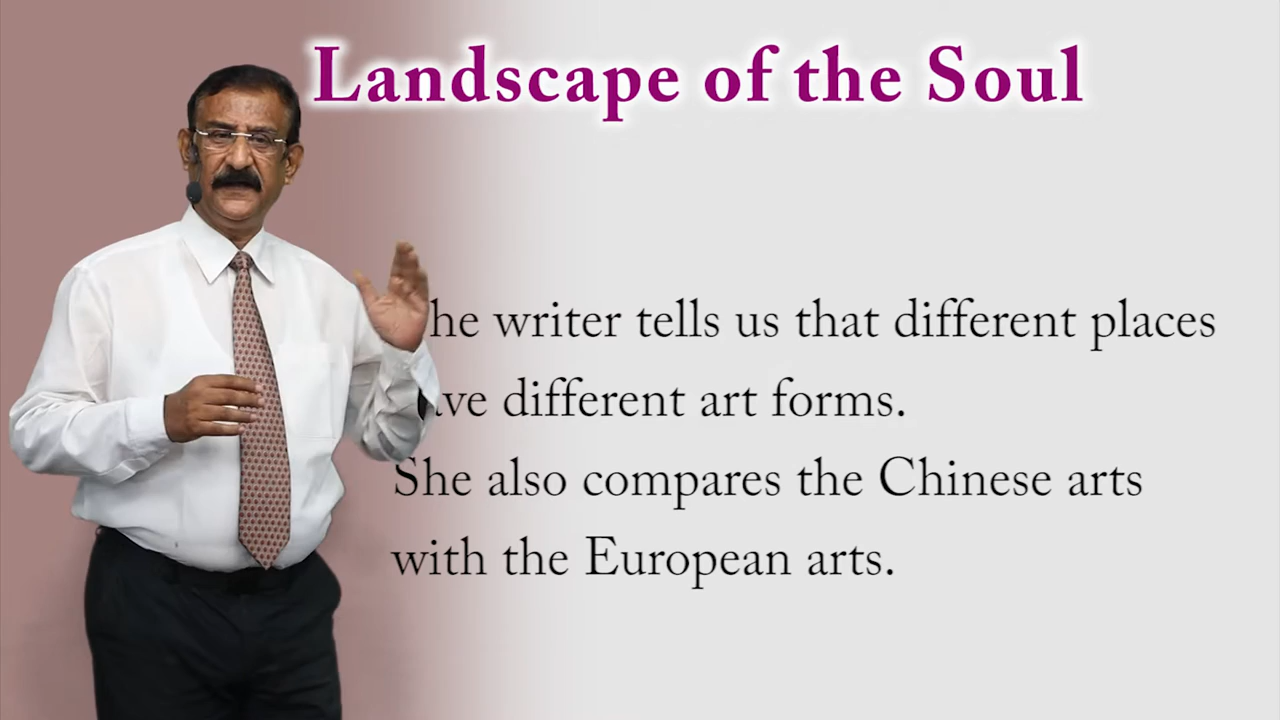 Landscape of the Soul
he writer tells us that different places
ve different art forms.
She also compares the Chinese arts
with the European arts.